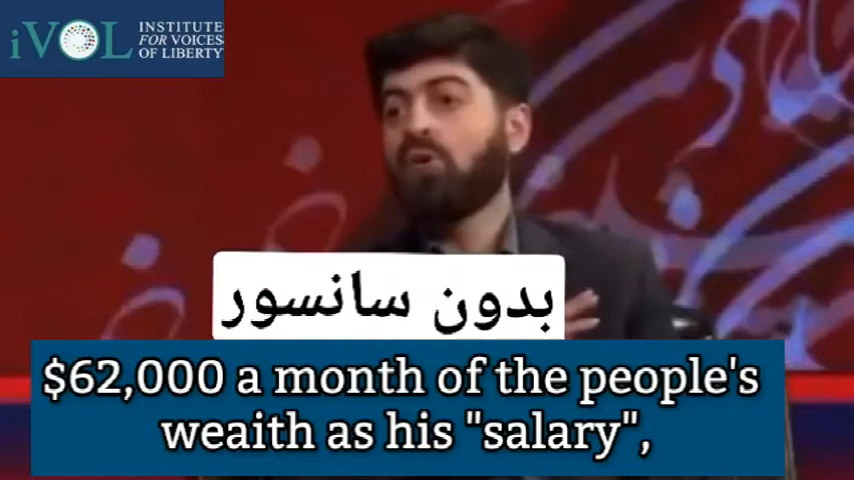 iVOL
INSTITUTE
FOR VOICES
OF LIBERTY
بدون سانسور
$62,000 a month of the people's
weaith as his "salary",